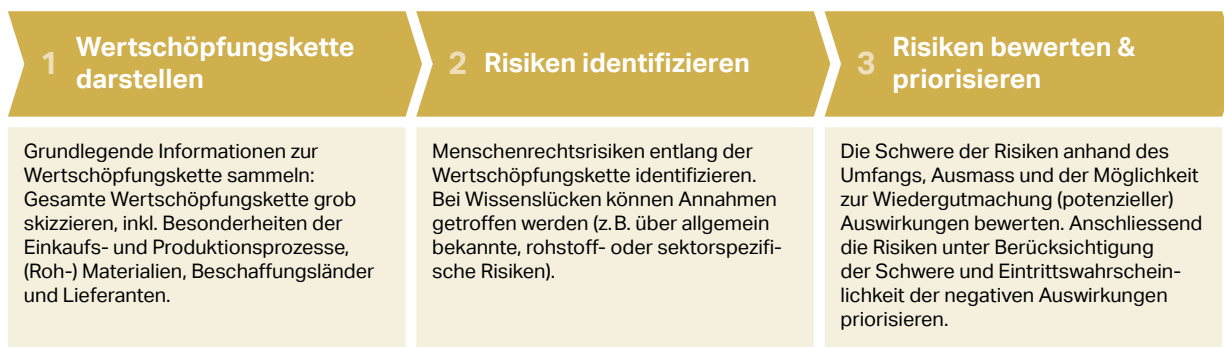 1 Wertschöpfungskette
darstellen
Grundlegende Informationen zur
Wertschöpfungskette sammeln:
Gesamte Wertschöpfungskette grob
skizzieren, inkl. Besonderheiten der
Einkaufs- und Produktionsprozesse,
(Roh-) Materialien, Beschaffungsländer
und Lieferanten.
2 Risiken identifizieren
Menschenrechtsrisiken entlang der
Wertschöpfungskette identifizieren.
Bei Wissenslücken können Annahmen
getroffen werden (z. B. über allgemein
bekannte, rohstoff- oder sektorspezifi-
sche Risiken).
3 Risiken bewerten &
priorisieren
Die Schwere der Risiken anhand des
Umfangs, Ausmass und der Möglichkeit
zur Wiedergutmachung (potenzieller)
Auswirkungen bewerten. Anschliessend
die Risiken unter Berücksichtigung
der Schwere und Eintrittswahrschein-
lichkeit der negativen Auswirkungen
priorisieren.